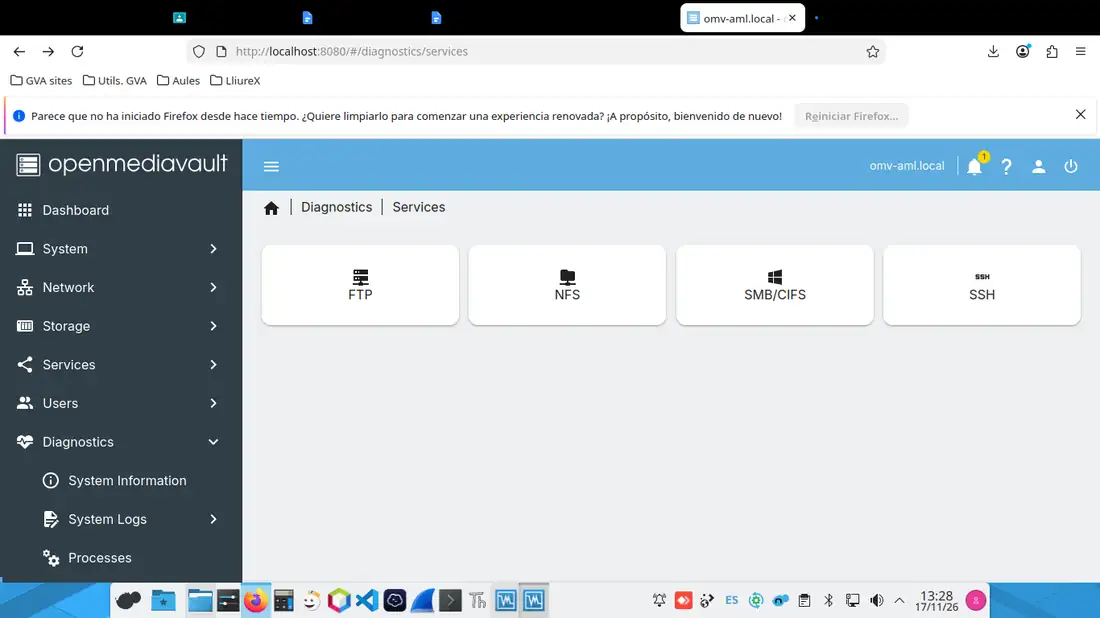 omv-aml.local -
http://localhost:8080/#/diagnostics/services
GVA sites Utils. GVA Aules LliureX
Parece que no ha iniciado Firefox desde hace tiempo. ¿Quiere limpiarlo para comenzar una experiencia renovada? ¡A propósito, bienvenido de nuevo! Reiniciar Firefox...
openmediavault
omv-aml.local 1
Diagnostics | Services
Dashboard
System
Network
Storage
Services
Users
Diagnostics
System Information
System Logs
Processes
FTP
NFS
SMB/CIFS
SSH
SSH
Th
ES
13:28
17/11/26